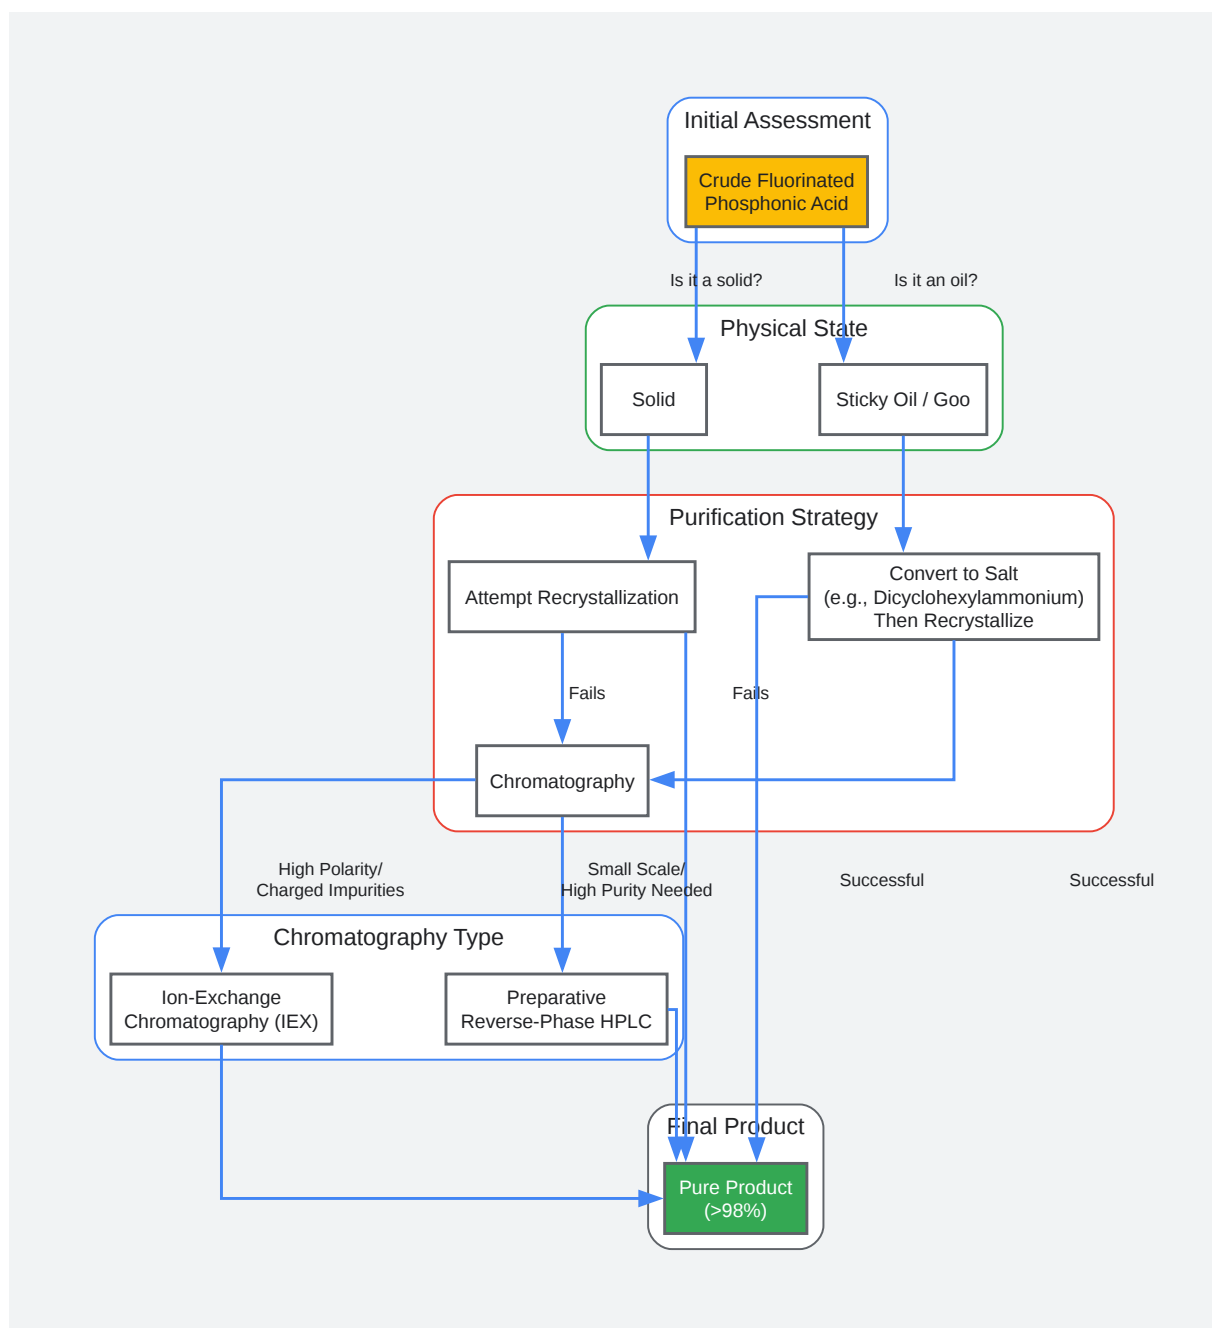 Initial Assessment
Crude Fluorinated
Phosphonic Acid
Is it a solid?
Is it an oil?
Physical State
Solid
Sticky Oil / Goo
Purification Strategy
Attempt Recrystallization
Convert to Salt
(e.g., Dicyclohexylammonium)
Then Recrystallize
Fails
Fails
Chromatography
High Polarity/
Charged Impurities
Small Scale/
High Purity Needed
Successful
Successful
Chromatography Type
Ion-Exchange
Chromatography (IEX)
Preparative
Reverse-Phase HPLC
Final Product
Pure Product
(>98%)